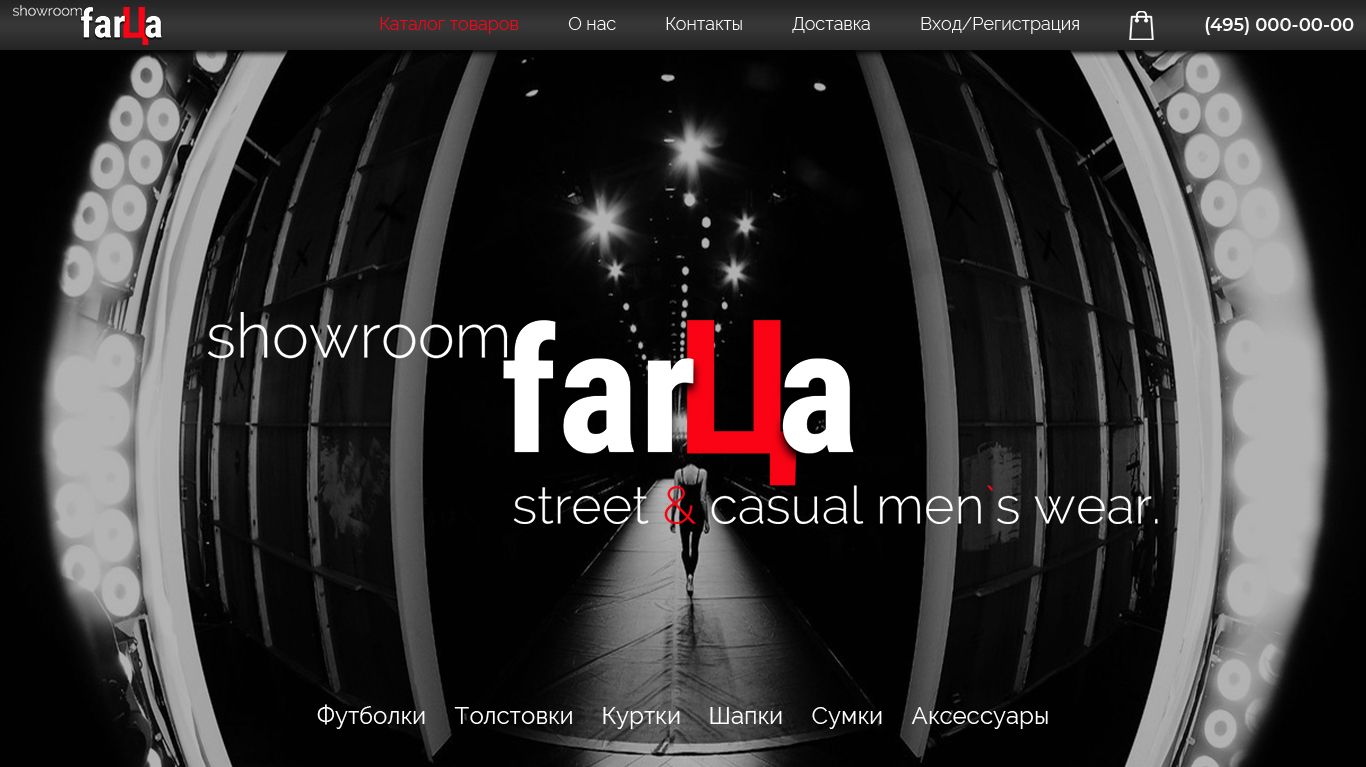 showroom farЦa
Каталог товаров О нас Контакты Доставка Вход/Регистрация (495) 000-00-00
showroom
farЦa
street & casual men`s wear.
Футболки Толстовки Куртки Шапки Сумки Аксессуары